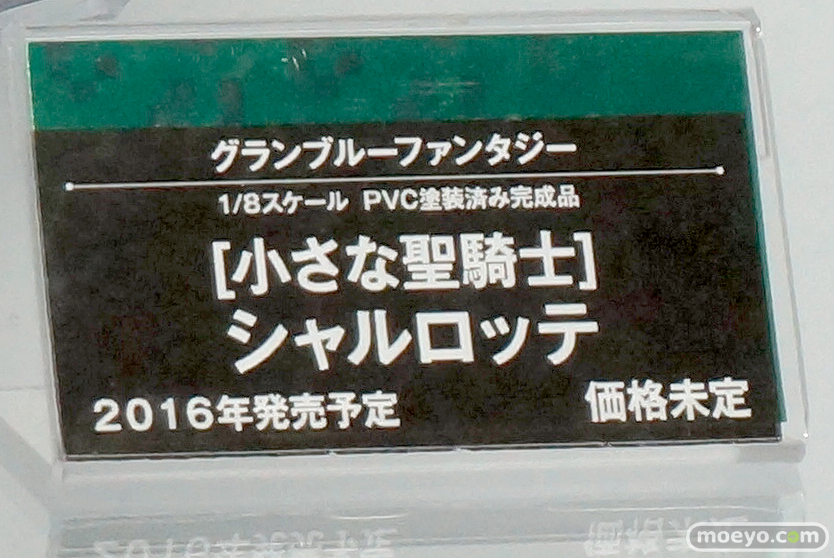 グランブルーファンタジー
1/8スケール PVC塗装済み完成品
[小さな聖騎士]
シャルロッテ
2016年発売予定 価格未定
moeyo.com